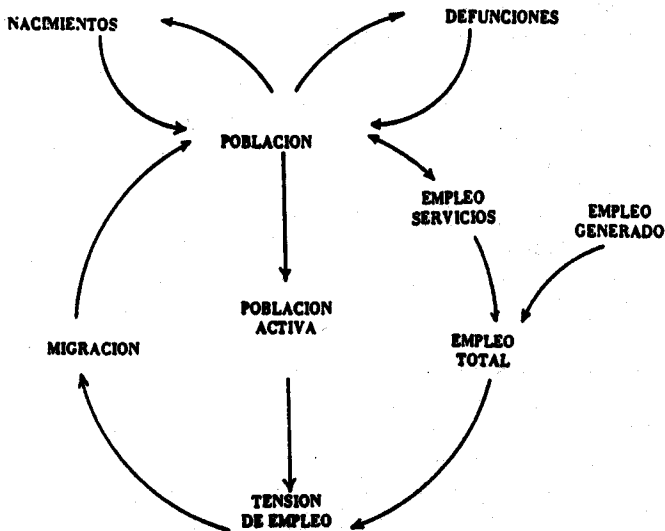 NACIMIENTOS
DEFUNCIONES
POBLACION
EMPLEO
SERVICIOS
EMPLEO
GENERADO
POBLACION
ACTIVA
MIGRACION
EMPLEO
TOTAL
TENSION
DE EMPLEO